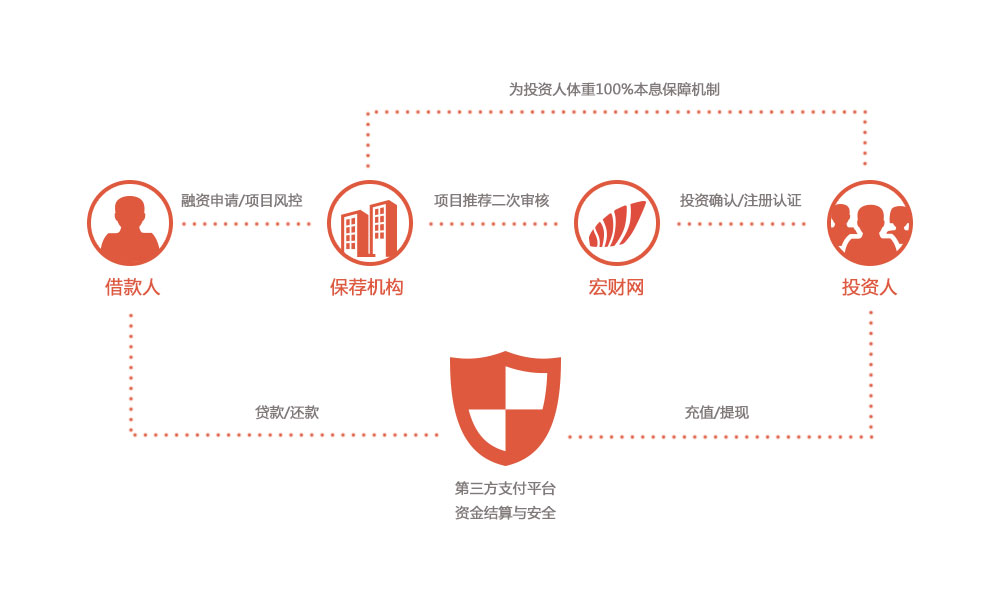 为投资人体重100%本息保障机制
融资申请/项目风控
项目推荐二次审核
投资确认/注册认证
借款人
保荐机构
宏财网
投资人
贷款/还款
充值/提现
第三方支付平台
资金结算与安全